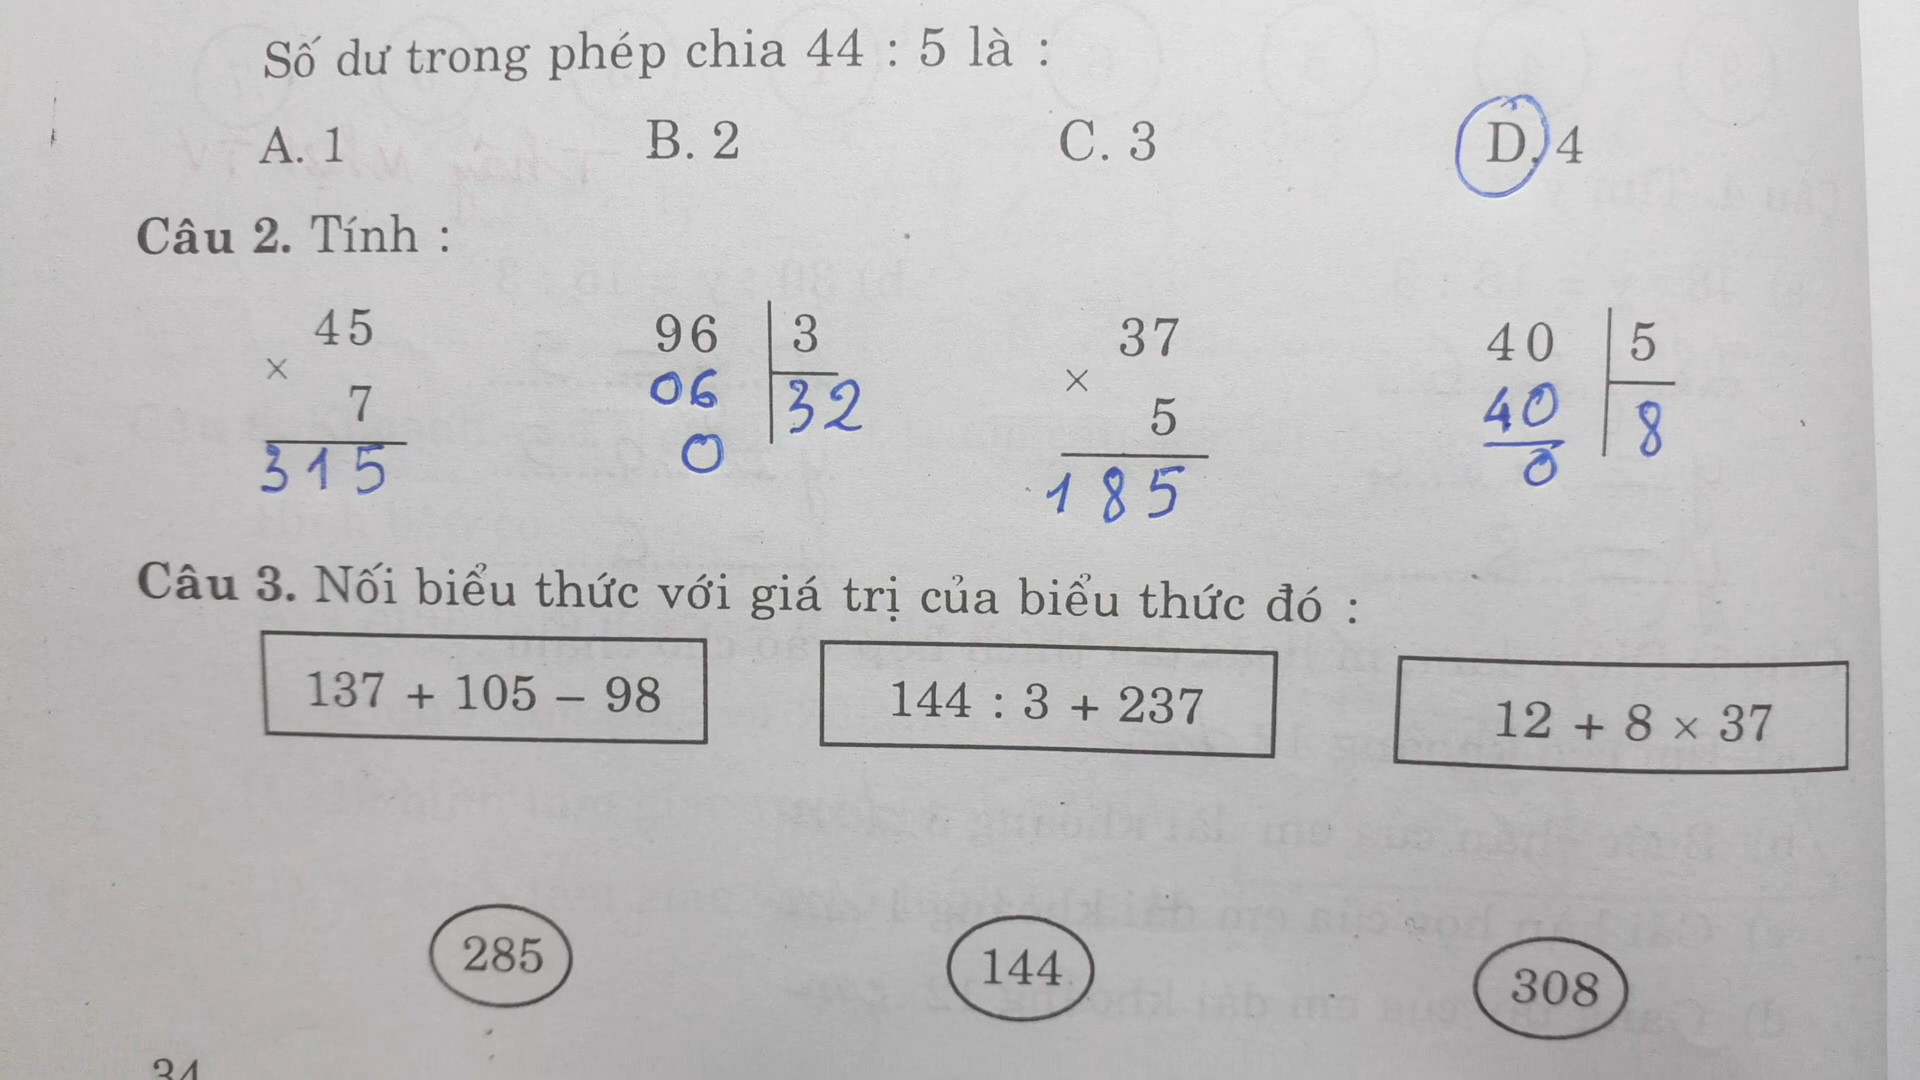 Số dư trong phép chia 44 : 5 là :
A. 1 B. 2 C. 3 D. 4
Câu 2. Tính :
45 96 3 37 40 5
× 06 32 × 40 8
7 0 5 0
315 185
Câu 3. Nối biểu thức với giá trị của biểu thức đó :
137 + 105 – 98 144 : 3 + 237 12 + 8 × 37
285 144 308
34